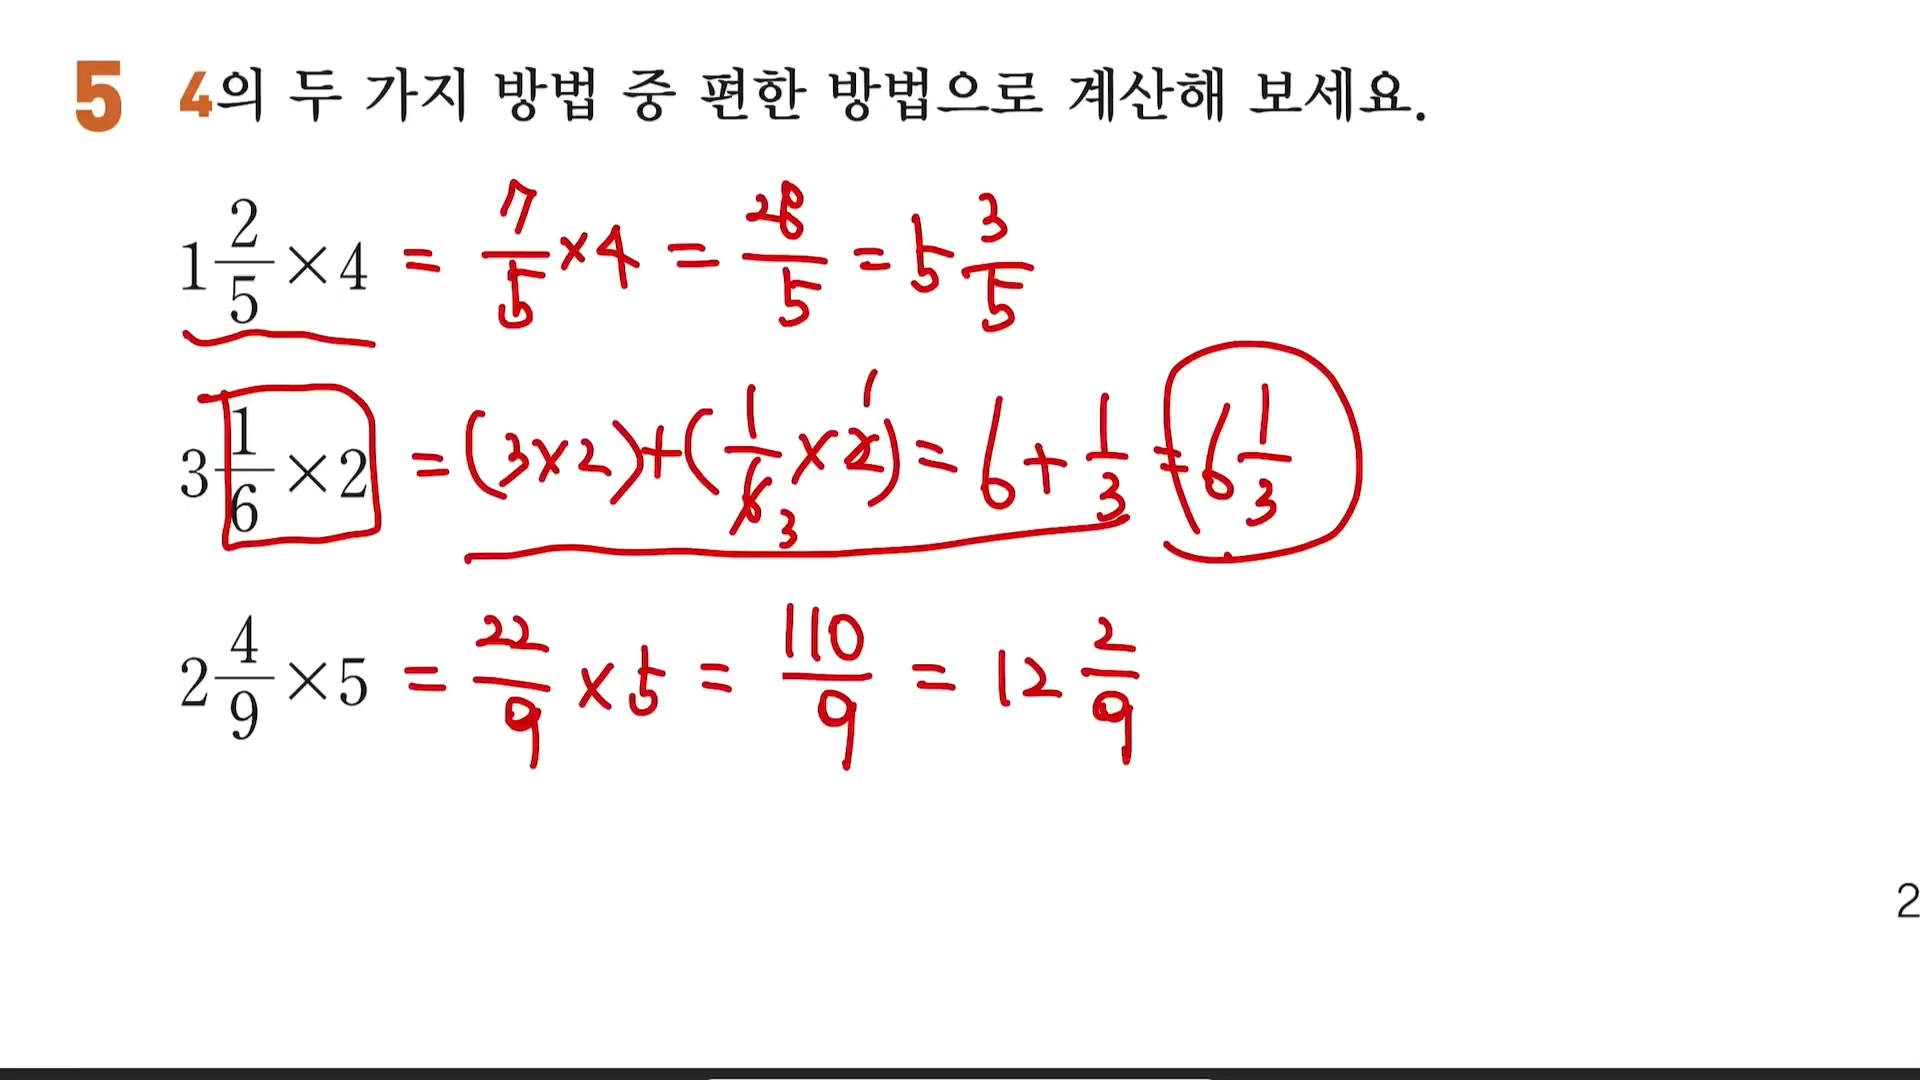 5 4의 두 가지 방법 중 편한 방법으로 계산해 보세요.
1 2/5 ×4 = 7/5 ×4 = 28/5 = 5 3/5
3 1/6 ×2 = (3×2)+(1/6 3 ×2 1) = 6 + 1/3 = 6 1/3
2 4/9 ×5 = 22/9 ×5 = 110/9 = 12 2/9
2